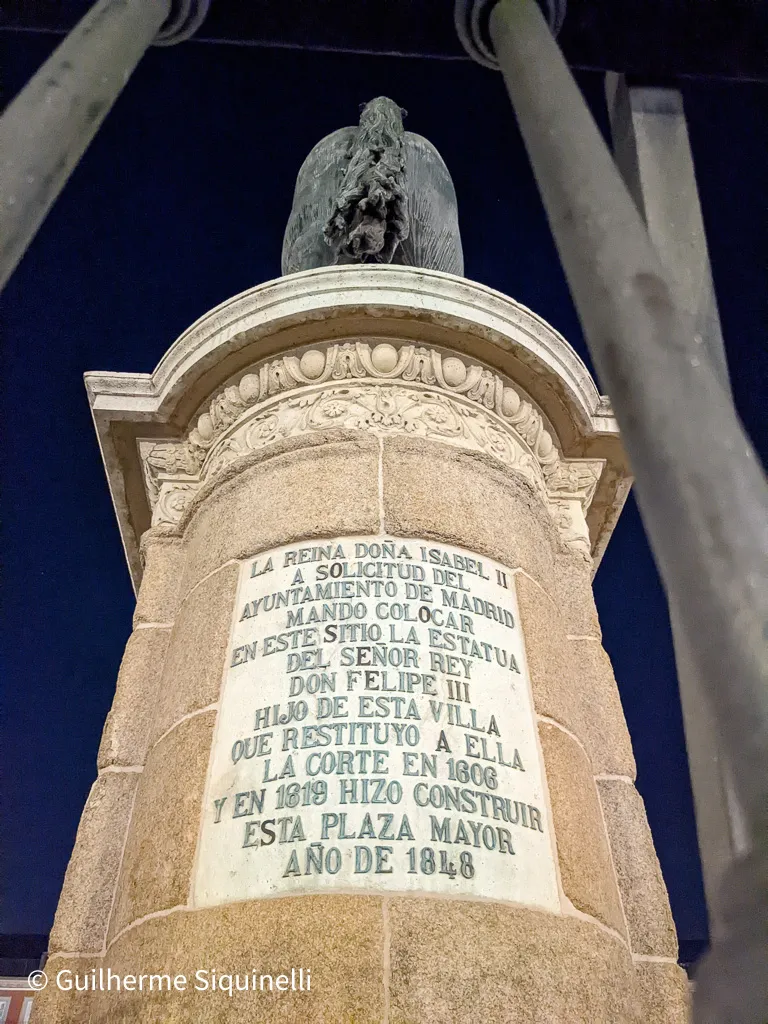 LA REINA DOÑA ISABEL II
A SOLICITUD DEL
AYUNTAMIENTO DE MADRID
MANDO COLOCAR
EN ESTE SITIO LA ESTATUA
DEL SEÑOR REY
DON FELIPE III
HIJO DE ESTA VILLA
QUE RESTITUYO A ELLA
LA CORTE EN 1606
Y EN 1619 HIZO CONSTRUIR
ESTA PLAZA MAYOR
AÑO DE 1848
© Guilherme Siquinelli